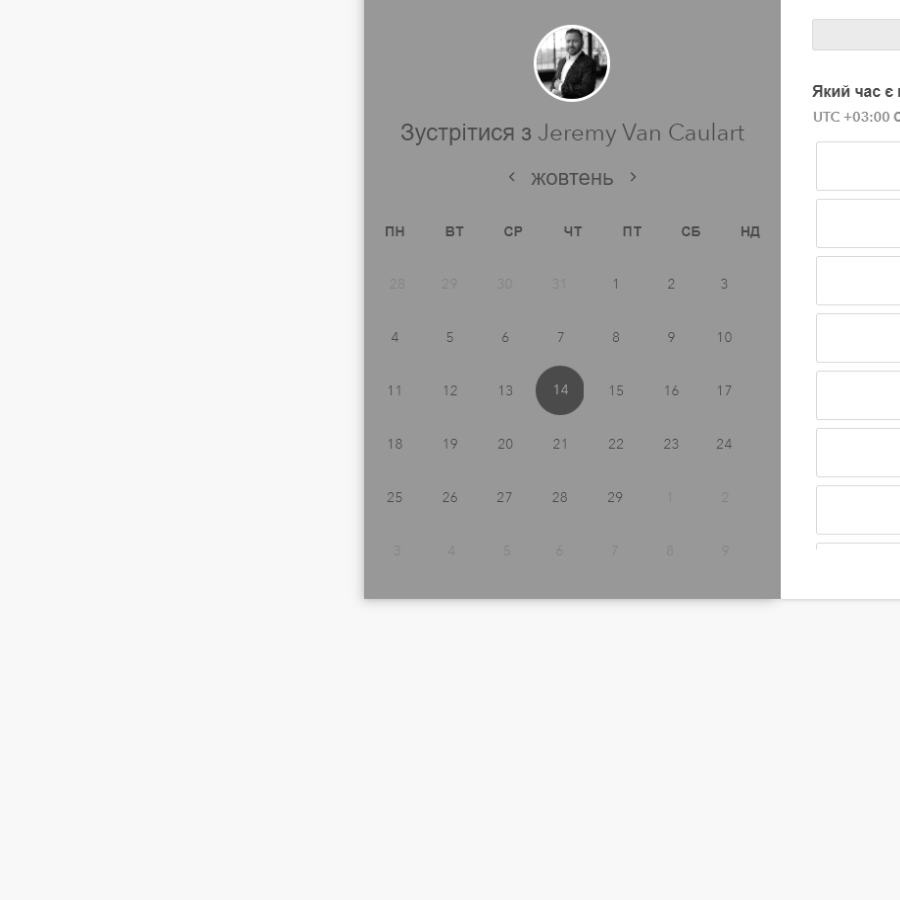 Зустрітися з Jeremy Van Caulart
жовтень
ПН ВТ СР ЧТ ПТ СБ НД
28 29 30 31 1 2 3
4 5 6 7 8 9 10
11 12 13 14 15 16 17
18 19 20 21 22 23 24
25 26 27 28 29 1 2
3 4 5 6 7 8 9
Який час є
UTC +03:00